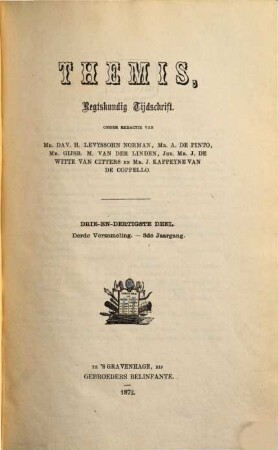 THEMIS,
Regtskundig Tijdschrift.
ONDER REDACTIE VAN
MR. DAV. H. LEVYSSOHN NORMAN, MR. A. DE PINTO,
MR. GIJSB. M. VAN DER LINDEN, JHR. MR. J. DE
WITTE VAN CITTERS EN MR. J. KAPPEYNE VAN
DE COPPELLO.
DRIE-EN-DERTIGSTE DEEL.
Derde Verzameling. — 3de Jaargang.
TE 'S GRAVENHAGE, BIJ
GEBROEDERS BELINFANTE.
1872.